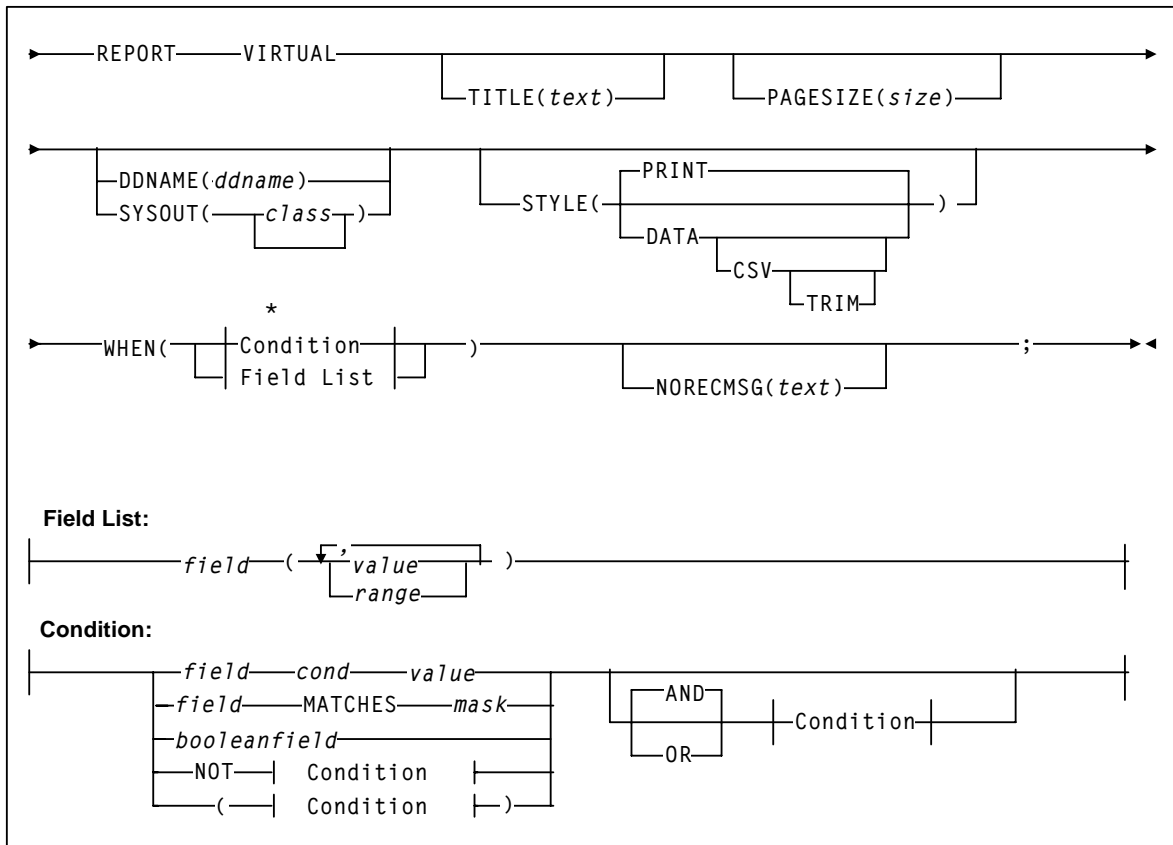 REPORT VIRTUAL
TITLE(text) PAGESIZE(size)
PRINT
DDNAME(ddname)
SYSOUT( class ) STYLE( )
DATA
CSV
TRIM
*
WHEN( Condition ) ;
Field List
NORECMSG(text)
Field List:
,
field ( value )
range
Condition:
field cond value
AND
field MATCHES mask
Condition
booleanfield
OR
NOT Condition
( Condition )